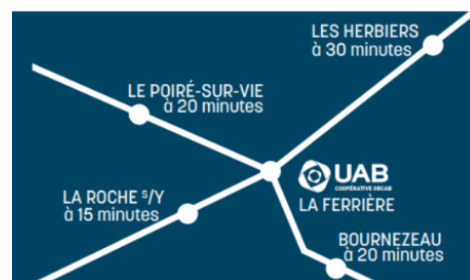 LES HERBIERS
à 30 minutes
LE POIRÉ-SUR-VIE
à 20 minutes
UAB
COOPÉRATIVE ORCAB
LA FERRIÈRE
LA ROCHE S/Y
à 15 minutes
BOURNEZEAU
à 20 minutes